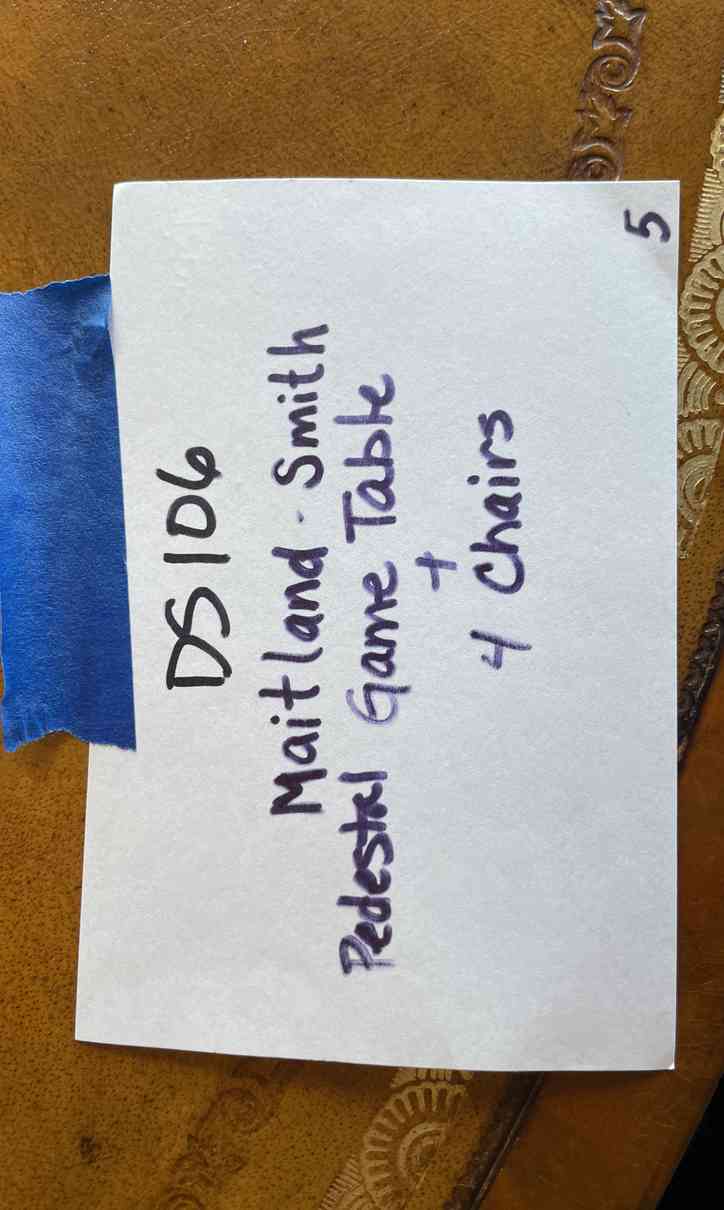 DS106
Maitland-Smith
Pedestal Game Table
+
4 Chairs
5